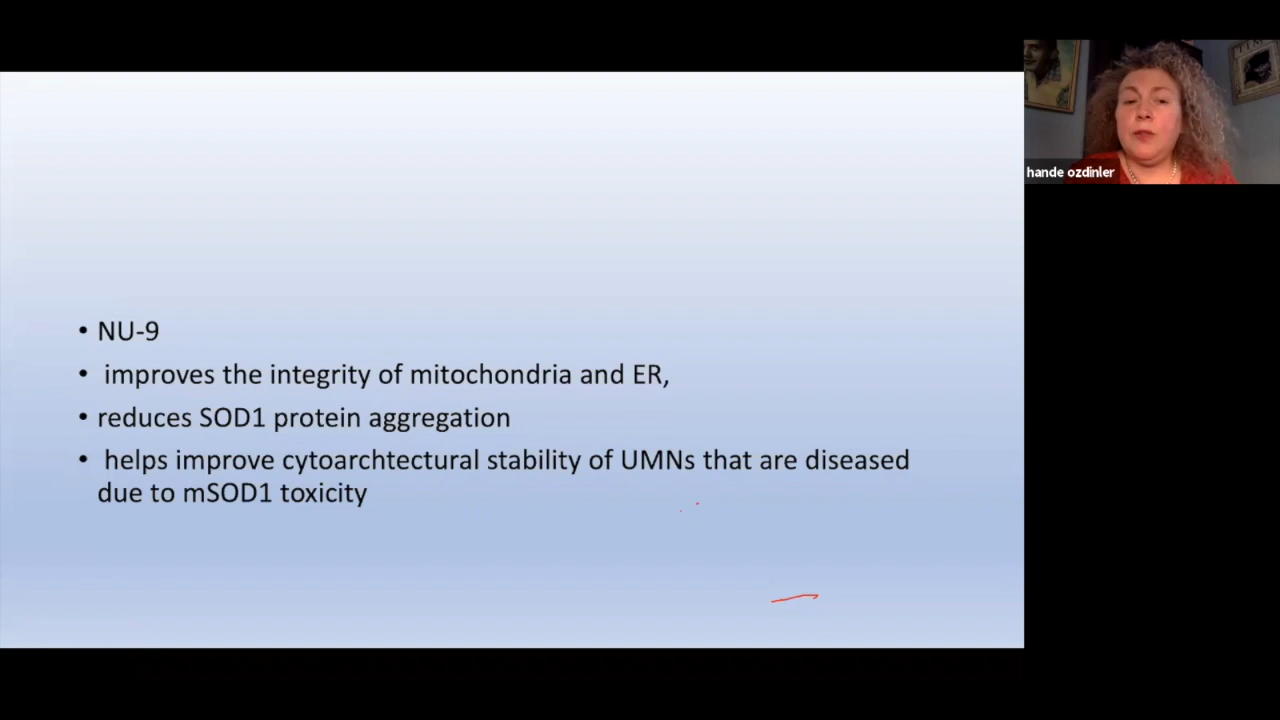 • NU-9
• improves the integrity of mitochondria and ER,
• reduces SOD1 protein aggregation
• helps improve cytoarchtectural stability of UMNs that are diseased
due to mSOD1 toxicity
hande ozdinler